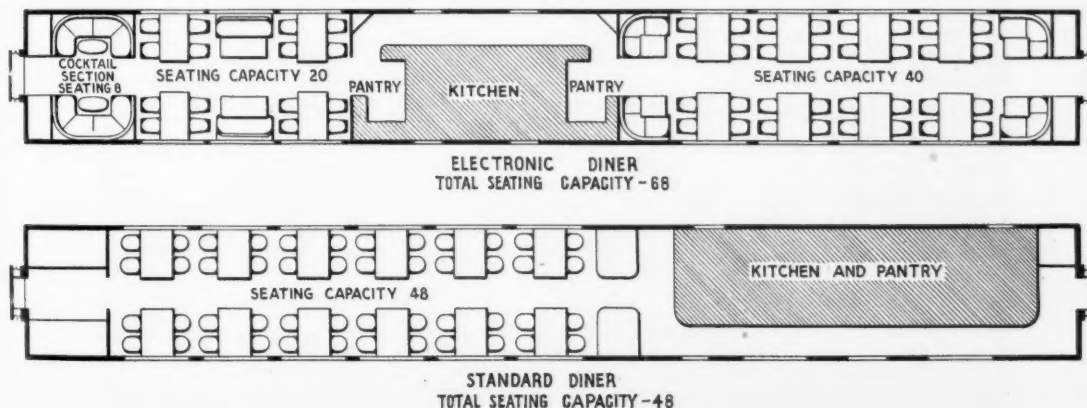 COCKTAIL
SECTION
SEATING 8
SEATING CAPACITY 20
PANTRY
KITCHEN
PANTRY
SEATING CAPACITY 40
ELECTRONIC DINER
TOTAL SEATING CAPACITY-68
SEATING CAPACITY 48
KITCHEN AND PANTRY
STANDARD DINER
TOTAL SEATING CAPACITY-48